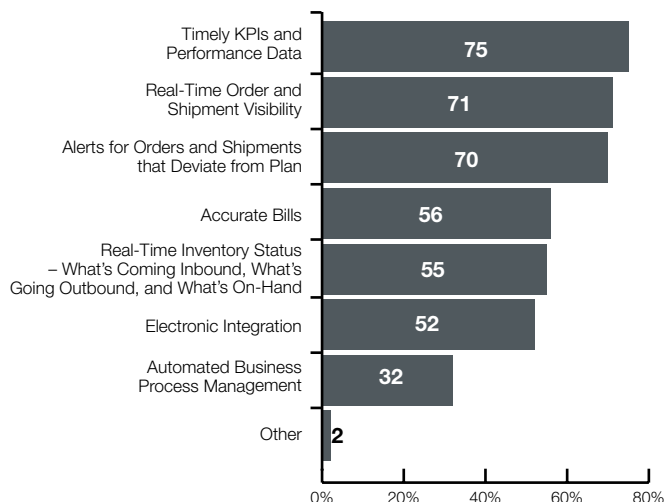 Timely KPIs and
Performance Data
75
Real-Time Order and
Shipment Visibility
71
Alerts for Orders and Shipments
that Deviate from Plan
70
Accurate Bills
56
Real-Time Inventory Status
– What's Coming Inbound, What's
Going Outbound, and What's On-Hand
55
Electronic Integration
52
Automated Business
Process Management
32
Other
2
0% 20% 40% 60% 80%